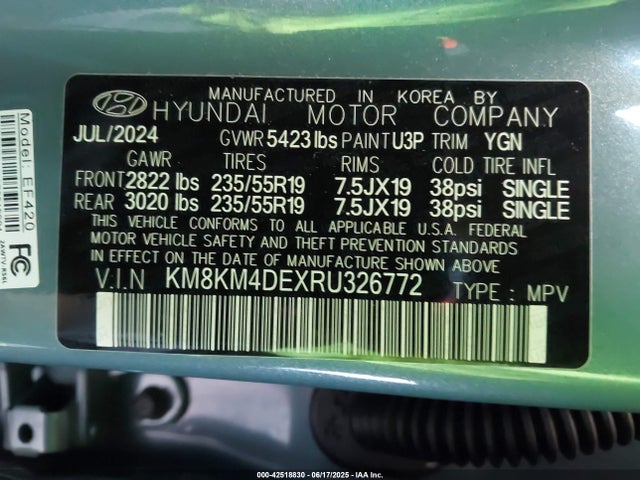 MANUFACTURED IN KOREA BY
HYUNDAI MOTOR COMPANY
JUL/2024 GVWR 5423 lbs PAINT U3P TRIM YGN
GAWR TIRES RIMS COLD TIRE INFL
FRONT 2822 lbs 235/55R19 7.5JX19 38psi SINGLE
REAR 3020 lbs 235/55R19 7.5JX19 38psi SINGLE
THIS VEHICLE CONFORMS TO ALL APPLICABLE U.S.A. FEDERAL
MOTOR VEHICLE SAFETY AND THEFT PREVENTION STANDARDS
IN EFFECT ON THE DATE OF MANUFACTURE SHOWN ABOVE
V.I.N KM8KM4DEXRU326772 TYPE : MPV
Model: EF420
FC
000-42518830 - 06/17/2025 - IAA Inc.